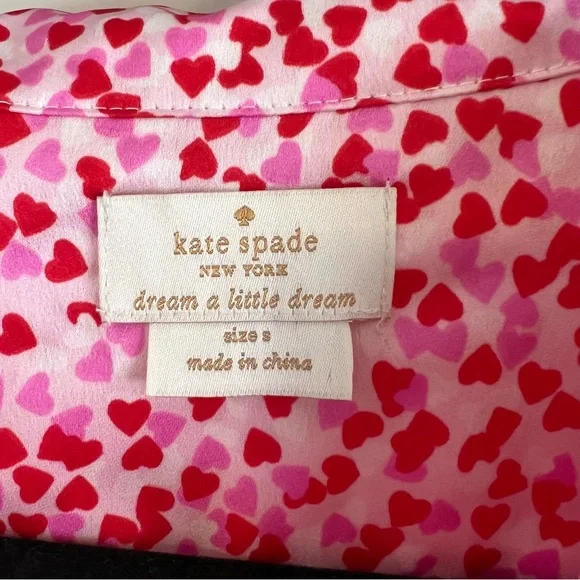 kate spade
NEW YORK
dream a little dream
size s
made in china